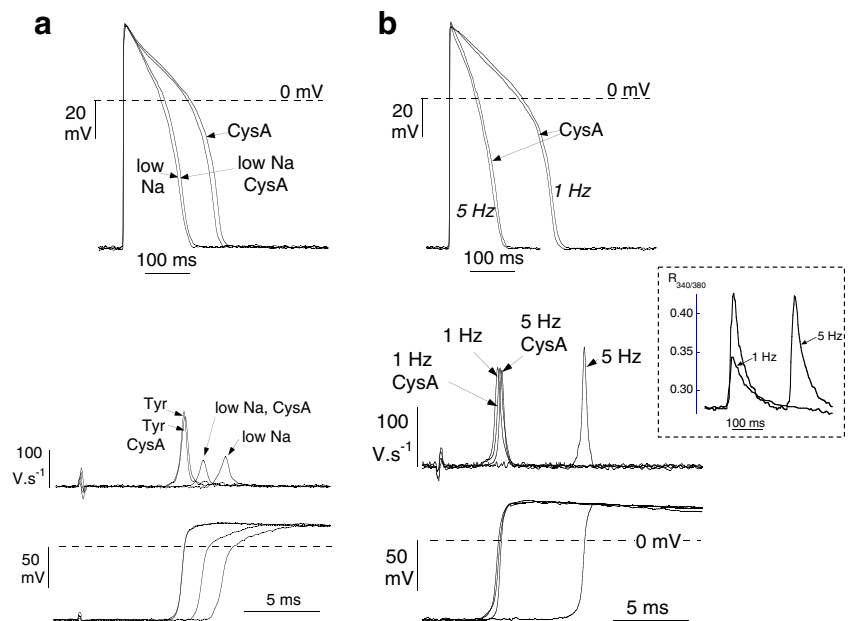 a
0 mV
20
mV
CysA
low
Na
low Na
CysA
100 ms
Tyr
Tyr
CysA
low Na, CysA
low Na
100
V.s⁻¹
50
mV
5 ms
b
0 mV
20
mV
CysA
5 Hz
1 Hz
100 ms
R340/380
0.40
0.35
0.30
5 Hz
1 Hz
100 ms
1 Hz
5 Hz
CysA
1 Hz
CysA
5 Hz
100
V.s⁻¹
0 mV
50
mV
5 ms